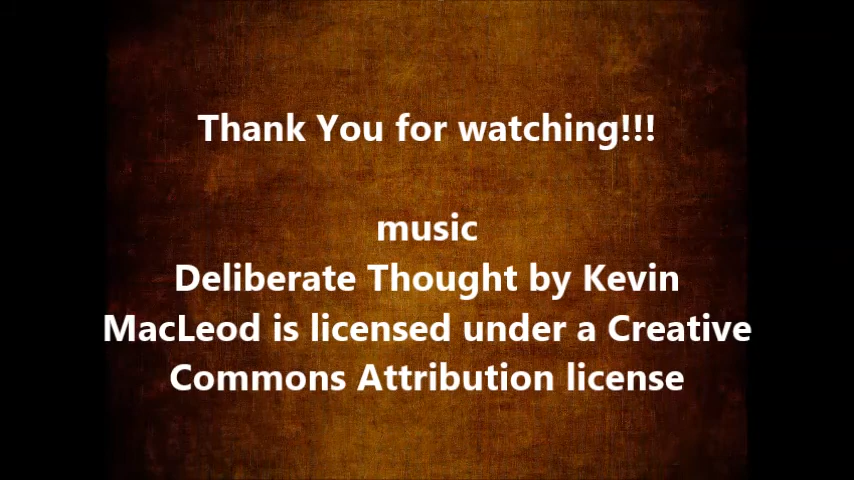 Thank You for watching!!!
music
Deliberate Thought by Kevin
MacLeod is licensed under a Creative
Commons Attribution license